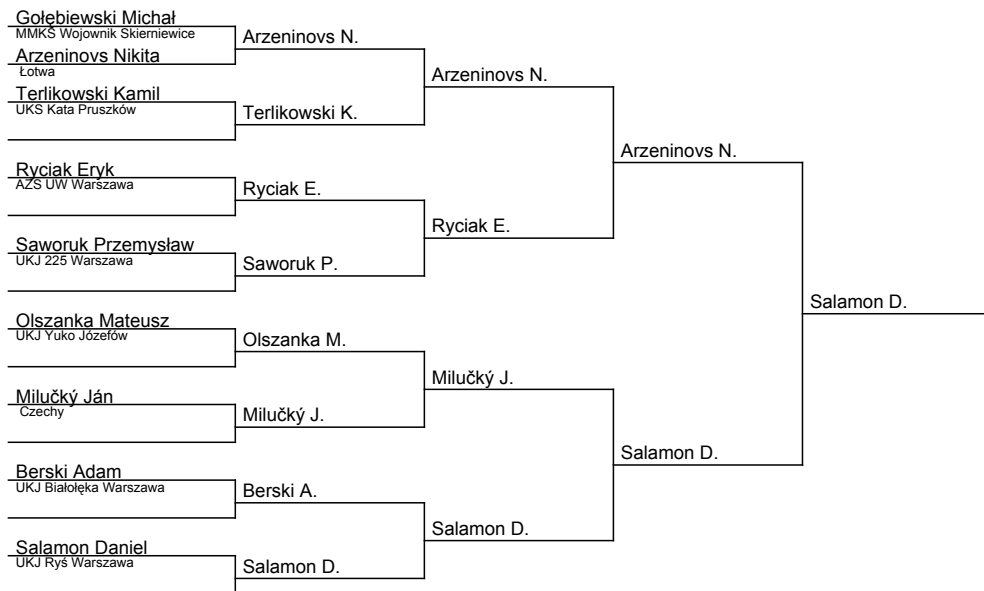 Gołębiewski Michał
MMKS Wojownik Skierniewice
Arzeninovs Nikita
Łotwa
Terlikowski Kamil
UKS Kata Pruszków
Ryciak Eryk
AZS UW Warszawa
Saworuk Przemysław
UKJ 225 Warszawa
Olszanka Mateusz
UKJ Yuko Józefów
Milučký Ján
Czechy
Berski Adam
UKJ Białołęka Warszawa
Salamon Daniel
UKJ Ryś Warszawa
Arzeninovs N.
Terlikowski K.
Ryciak E.
Saworuk P.
Olszanka M.
Milučký J.
Berski A.
Salamon D.
Arzeninovs N.
Ryciak E.
Milučký J.
Salamon D.
Arzeninovs N.
Salamon D.
Salamon D.